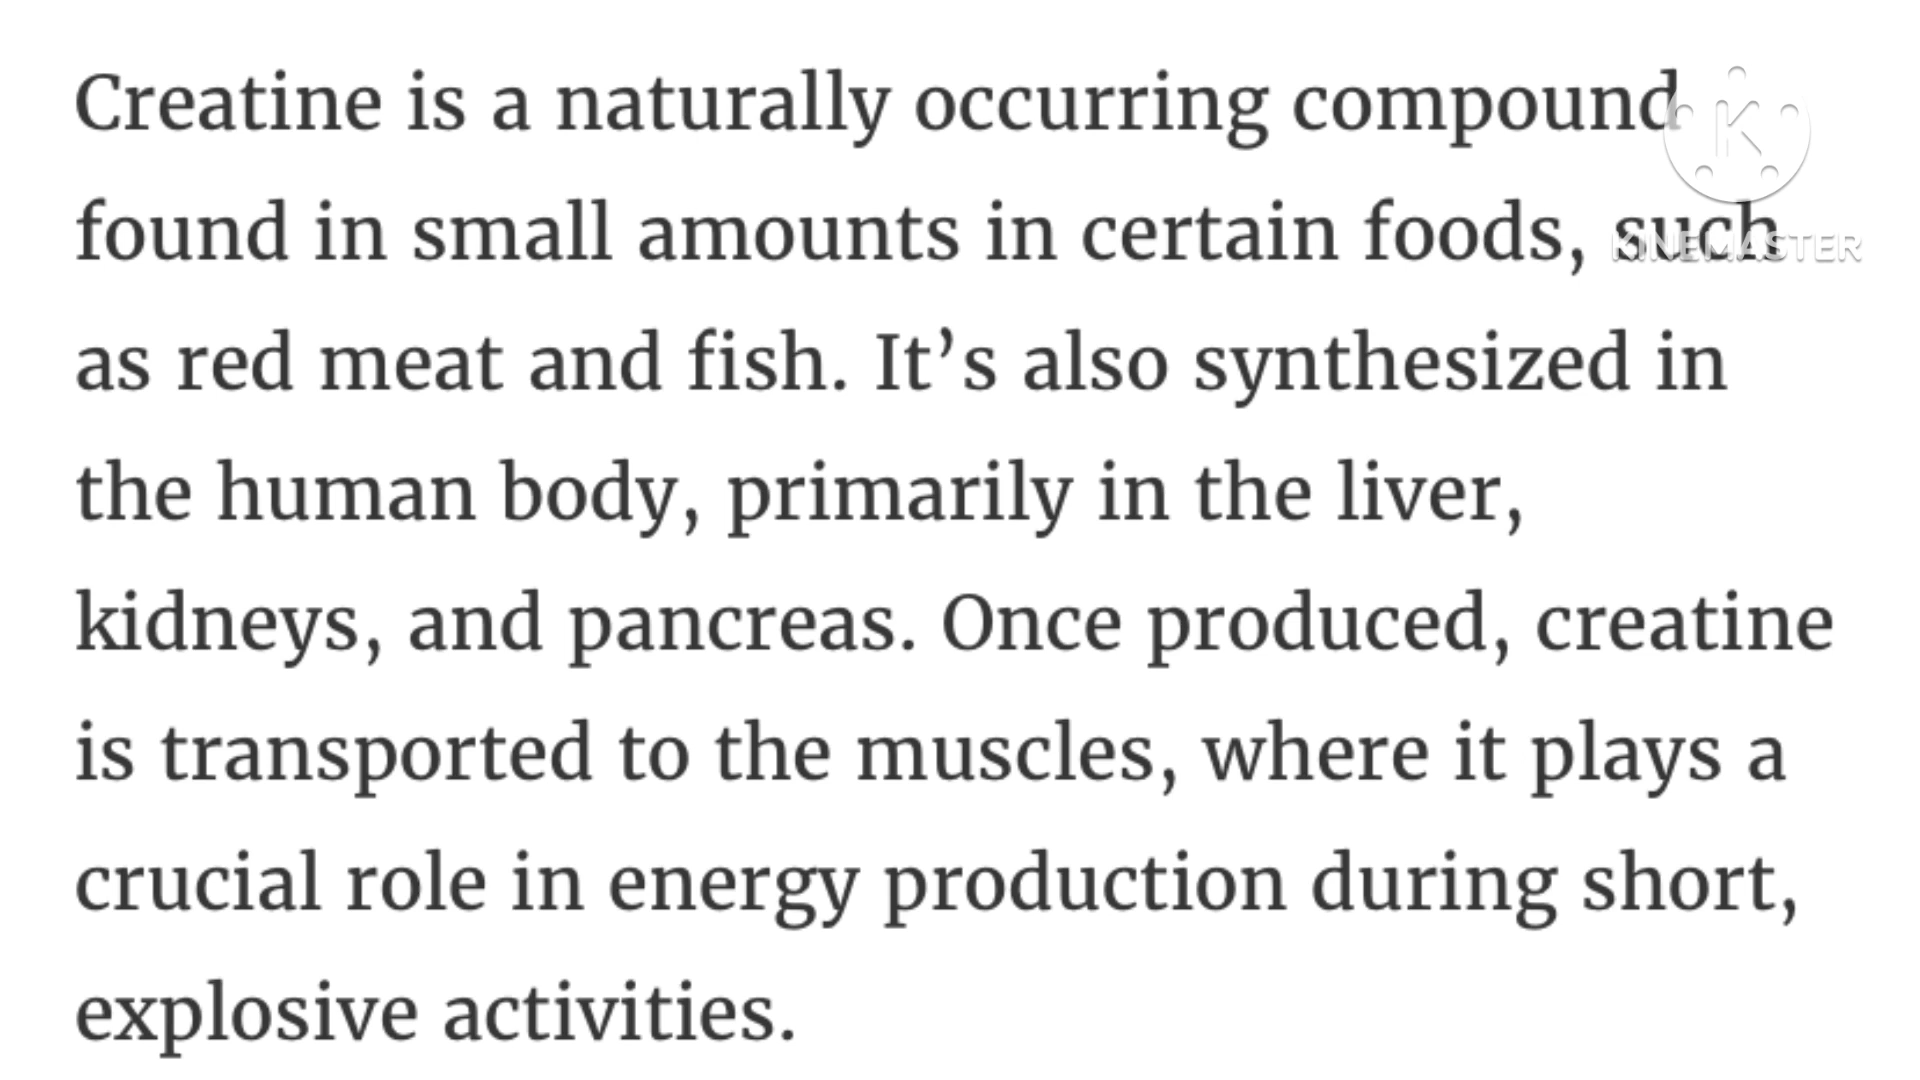 Creatine is a naturally occurring compound
found in small amounts in certain foods, such
as red meat and fish. It’s also synthesized in
the human body, primarily in the liver,
kidneys, and pancreas. Once produced, creatine
is transported to the muscles, where it plays a
crucial role in energy production during short,
explosive activities.
K
KINEMASTER